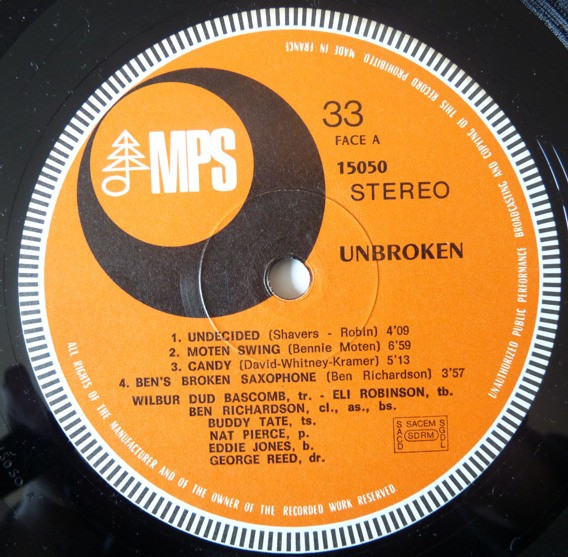 MPS
33
FACE A
15050
STEREO
UNBROKEN
1. UNDECIDED (Shavers - Robin) 4'09
2. MOTEN SWING (Bennie Moten) 6'59
3. CANDY (David-Whitney-Kramer) 5'13
4. BEN'S BROKEN SAXOPHONE (Ben Richardson) 3'57
WILBUR DUD BASCOMB, tr. - ELI ROBINSON, tb.
BEN RICHARDSON, cl., as., bs.
BUDDY TATE, ts.
NAT PIERCE, p.
EDDIE JONES, b.
GEORGE REED, dr.
SACD
SACEM
SDRM
SGDL
ALL RIGHTS OF THE MANUFACTURER AND OF THE OWNER OF THE RECORDED WORK RESERVED.
UNAUTHORIZED PUBLIC PERFORMANCE BROADCASTING AND COPYING OF THIS RECORD PROHIBITED MADE IN FRANCE